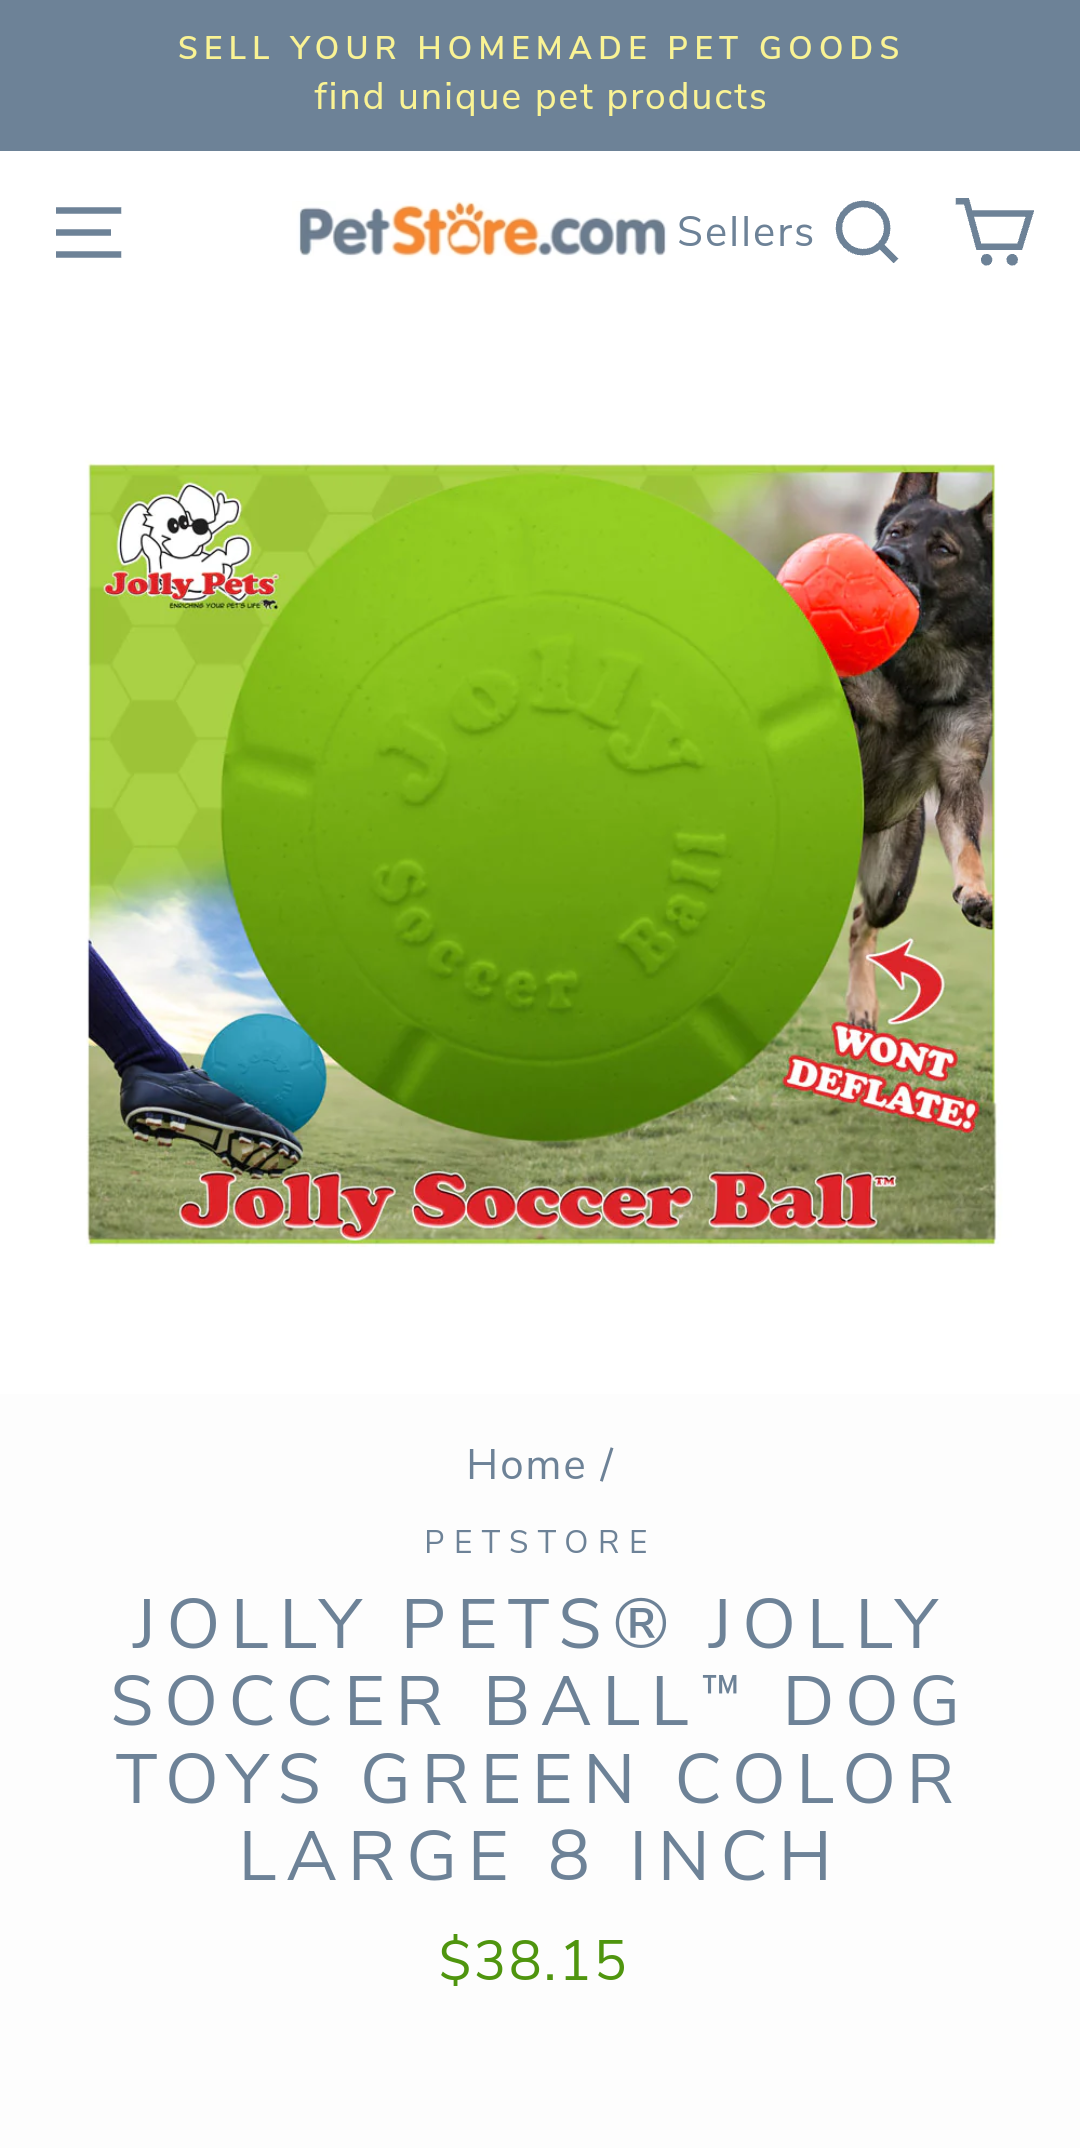 SELL YOUR HOMEMADE PET GOODS
find unique pet products
PetStore.com Sellers
Jolly Pets
ENRICHING YOUR PET'S LIFE
Jolly
Soccer Ball
WONT
DEFLATE!
Jolly Soccer Ball™
Home /
PETSTORE
JOLLY PETS® JOLLY
SOCCER BALL™ DOG
TOYS GREEN COLOR
LARGE 8 INCH
$38.15